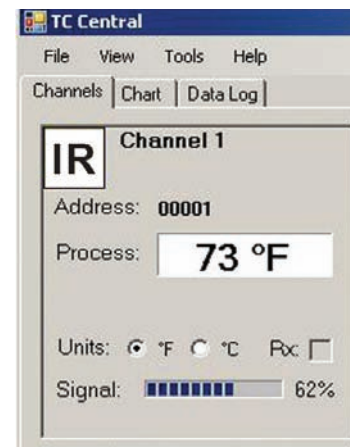 TC Central
File View Tools Help
Channels Chart Data Log
IR Channel 1
Address: 00001
Process: 73 °F
Units: °F °C Rx:
Signal: 62%